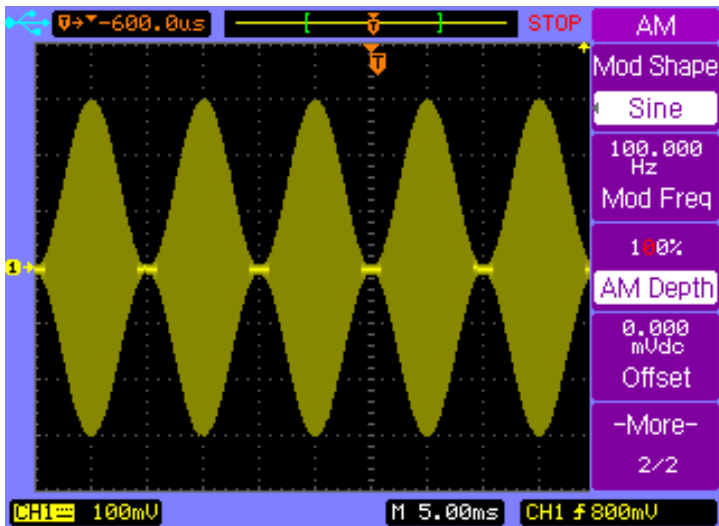 T→▼-600.0us
T
STOP
AM
T
Mod Shape
Sine
100.000
Hz
Mod Freq
100%
AM Depth
0.000
mVdc
Offset
-More-
2/2
1
CH1 100mV
M 5.00ms
CH1 800mV